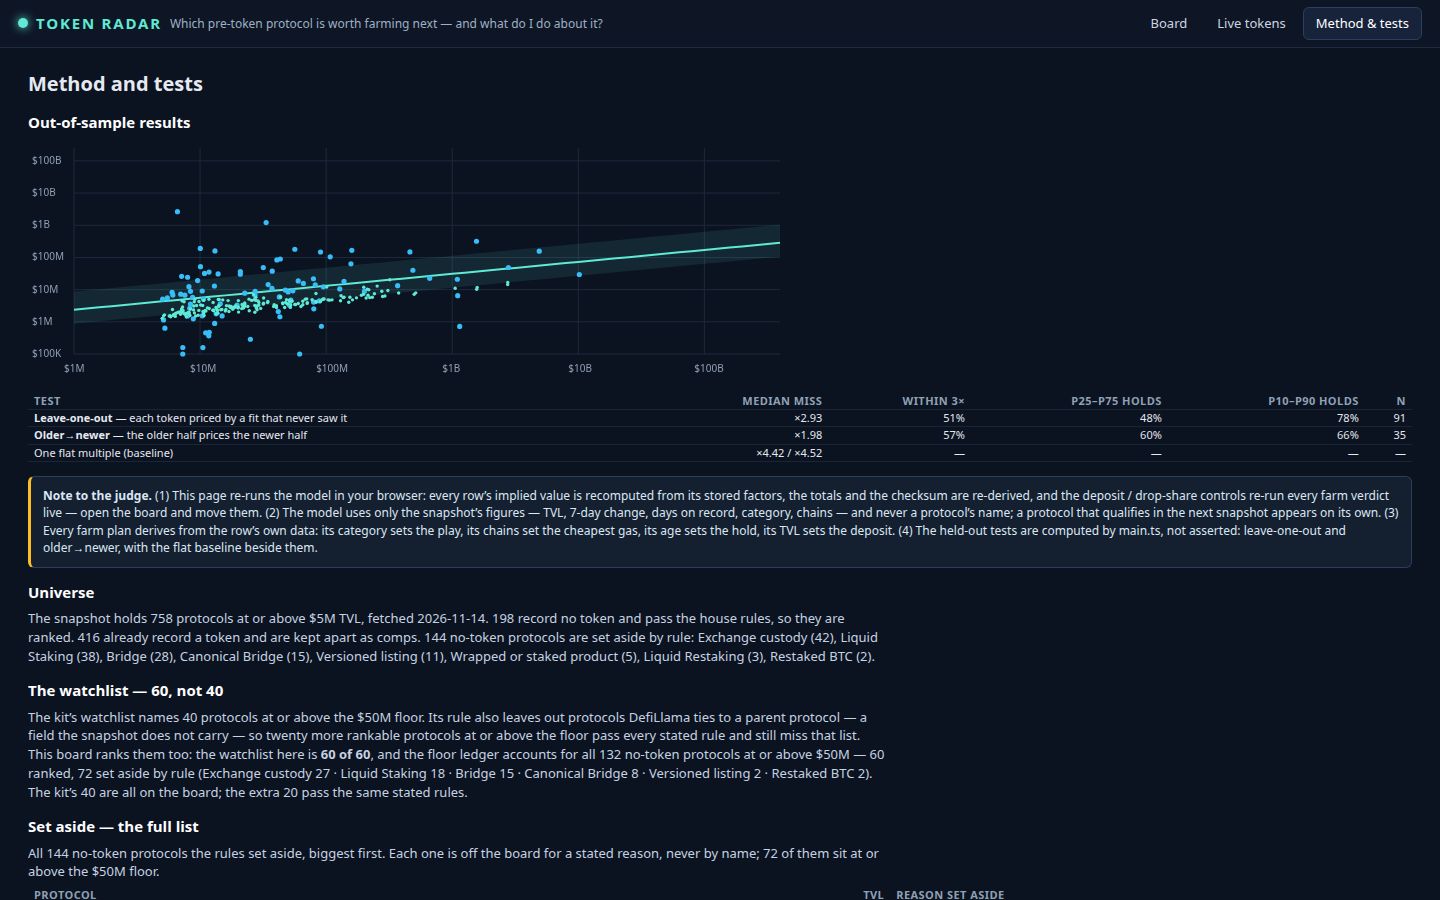 TOKEN RADAR Which pre-token protocol is worth farming next — and what do I do about it? Board Live tokens Method & tests
Method and tests
Out-of-sample results
$100B
$10B
$1B
$100M
$10M
$1M
$100K
$1M $10M $100M $1B $10B $100B
TEST MEDIAN MISS WITHIN 3× P25–P75 HOLDS P10–P90 HOLDS N
Leave-one-out — each token priced by a fit that never saw it ×2.93 51% 48% 78% 91
Older→newer — the older half prices the newer half ×1.98 57% 60% 66% 35
One flat multiple (baseline) ×4.42 / ×4.52 — — — —
Note to the judge. (1) This page re-runs the model in your browser: every row's implied value is recomputed from its stored factors, the totals and the checksum are re-derived, and the deposit / drop-share controls re-run every farm verdict
live — open the board and move them. (2) The model uses only the snapshot's figures — TVL, 7-day change, days on record, category, chains — and never a protocol's name; a protocol that qualifies in the next snapshot appears on its own. (3)
Every farm plan derives from the row's own data: its category sets the play, its chains set the cheapest gas, its age sets the hold, its TVL sets the deposit. (4) The held-out tests are computed by main.ts, not asserted: leave-one-out and
older→newer, with the flat baseline beside them.
Universe
The snapshot holds 758 protocols at or above $5M TVL, fetched 2026-11-14. 198 record no token and pass the house rules, so they are
ranked. 416 already record a token and are kept apart as comps. 144 no-token protocols are set aside by rule: Exchange custody (42), Liquid
Staking (38), Bridge (28), Canonical Bridge (15), Versioned listing (11), Wrapped or staked product (5), Liquid Restaking (3), Restaked BTC (2).
The watchlist — 60, not 40
The kit's watchlist names 40 protocols at or above the $50M floor. Its rule also leaves out protocols DefiLlama ties to a parent protocol — a
field the snapshot does not carry — so twenty more rankable protocols at or above the floor pass every stated rule and still miss that list.
This board ranks them too: the watchlist here is 60 of 60, and the floor ledger accounts for all 132 no-token protocols at or above $50M — 60
ranked, 72 set aside by rule (Exchange custody 27 · Liquid Staking 18 · Bridge 15 · Canonical Bridge 8 · Versioned listing 2 · Restaked BTC 2).
The kit's 40 are all on the board; the extra 20 pass the same stated rules.
Set aside — the full list
All 144 no-token protocols the rules set aside, biggest first. Each one is off the board for a stated reason, never by name; 72 of them sit at or
above the $50M floor.
PROTOCOL TVL REASON SET ASIDE